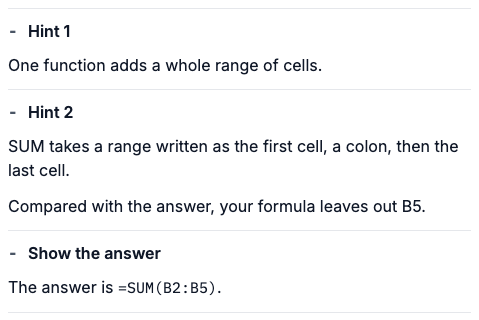 - Hint 1
One function adds a whole range of cells.
- Hint 2
SUM takes a range written as the first cell, a colon, then the
last cell.
Compared with the answer, your formula leaves out B5.
- Show the answer
The answer is =SUM(B2:B5).